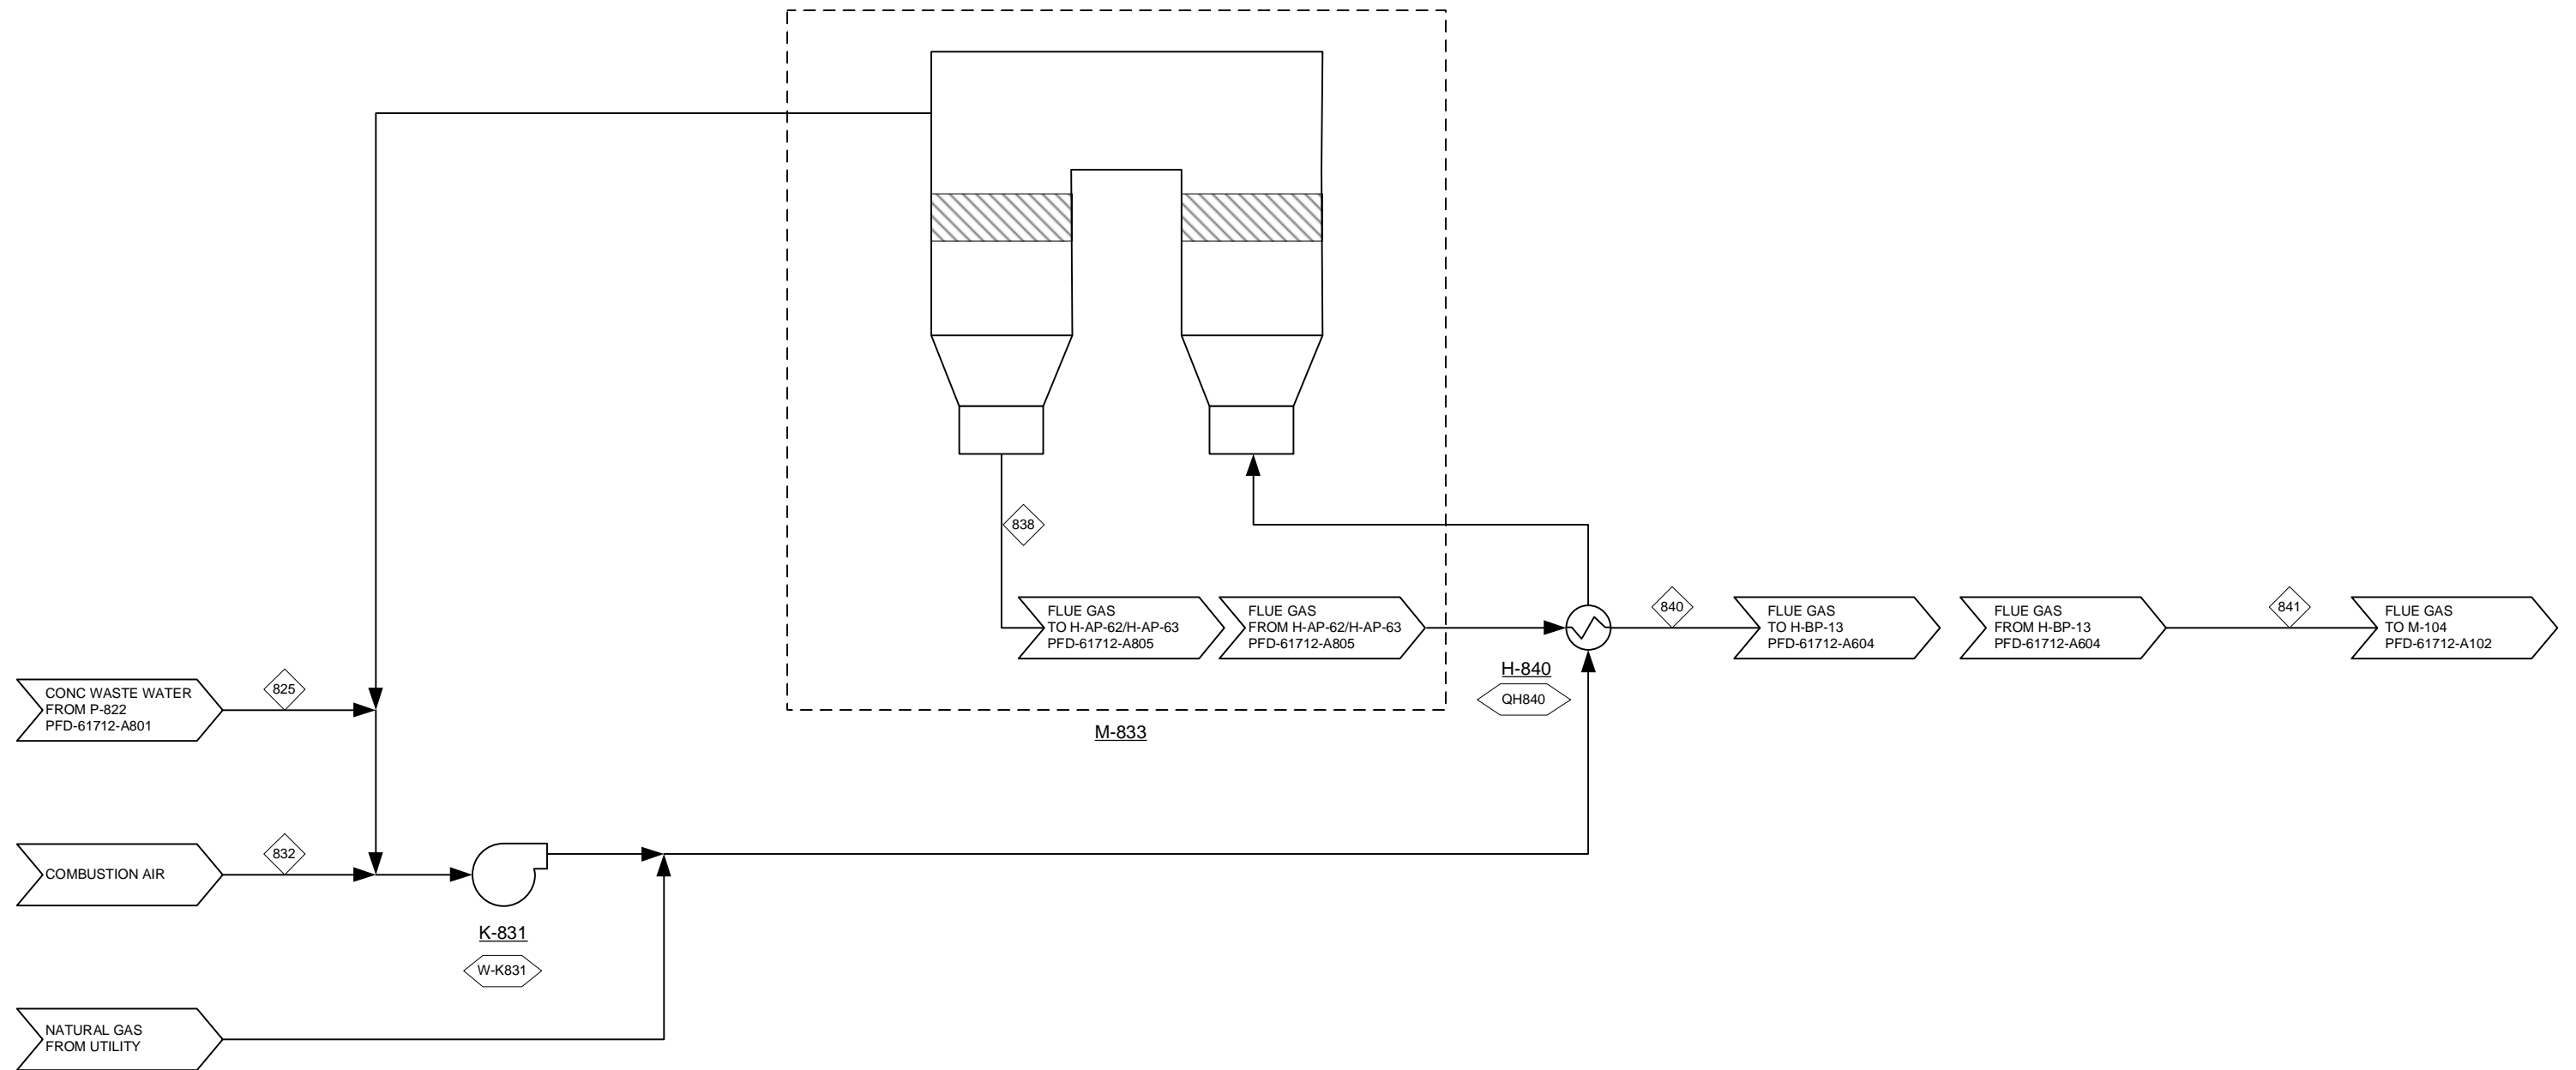 838
FLUE GAS
TO H-AP-62/H-AP-63
PFD-61712-A805
FLUE GAS
FROM H-AP-62/H-AP-63
PFD-61712-A805
840
FLUE GAS
TO H-BP-13
PFD-61712-A604
FLUE GAS
FROM H-BP-13
PFD-61712-A604
841
FLUE GAS
TO M-104
PFD-61712-A102
H-840
QH840
CONC WASTE WATER
FROM P-822
PFD-61712-A801
825
M-833
COMBUSTION AIR
832
K-831
W-K831
NATURAL GAS
FROM UTILITY